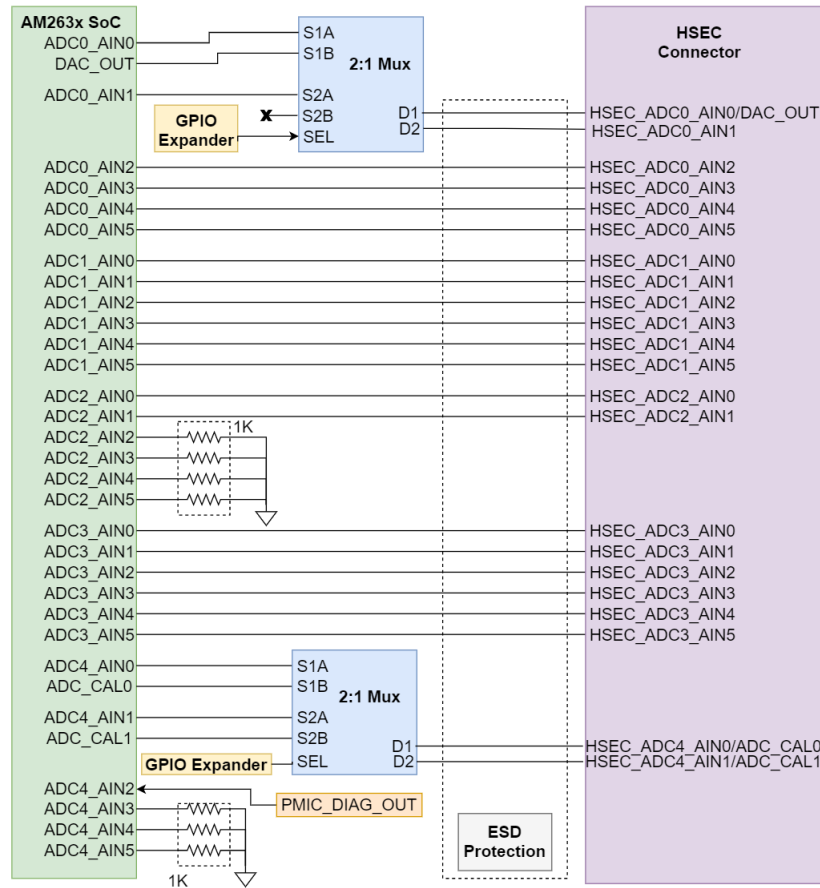 AM263x SoC
ADC0_AIN0
DAC_OUT
ADC0_AIN1
S1A
S1B
2:1 Mux
S2A
S2B
SEL
D1
D2
GPIO
Expander
HSEC
Connector
HSEC_ADC0_AIN0/DAC_OUT
HSEC_ADC0_AIN1
ADC0_AIN2
HSEC_ADC0_AIN2
ADC0_AIN3
HSEC_ADC0_AIN3
ADC0_AIN4
HSEC_ADC0_AIN4
ADC0_AIN5
HSEC_ADC0_AIN5
ADC1_AIN0
HSEC_ADC1_AIN0
ADC1_AIN1
HSEC_ADC1_AIN1
ADC1_AIN2
HSEC_ADC1_AIN2
ADC1_AIN3
HSEC_ADC1_AIN3
ADC1_AIN4
HSEC_ADC1_AIN4
ADC1_AIN5
HSEC_ADC1_AIN5
ADC2_AIN0
HSEC_ADC2_AIN0
ADC2_AIN1
HSEC_ADC2_AIN1
ADC2_AIN2
1K
ADC2_AIN3
ADC2_AIN4
ADC2_AIN5
ADC3_AIN0
HSEC_ADC3_AIN0
ADC3_AIN1
HSEC_ADC3_AIN1
ADC3_AIN2
HSEC_ADC3_AIN2
ADC3_AIN3
HSEC_ADC3_AIN3
ADC3_AIN4
HSEC_ADC3_AIN4
ADC3_AIN5
HSEC_ADC3_AIN5
ADC4_AIN0
ADC_CAL0
ADC4_AIN1
ADC_CAL1
S1A
S1B
2:1 Mux
S2A
S2B
SEL
D1
D2
GPIO Expander
HSEC_ADC4_AIN0/ADC_CAL0
HSEC_ADC4_AIN1/ADC_CAL1
ADC4_AIN2
PMIC_DIAG_OUT
ADC4_AIN3
ADC4_AIN4
ADC4_AIN5
1K
ESD
Protection